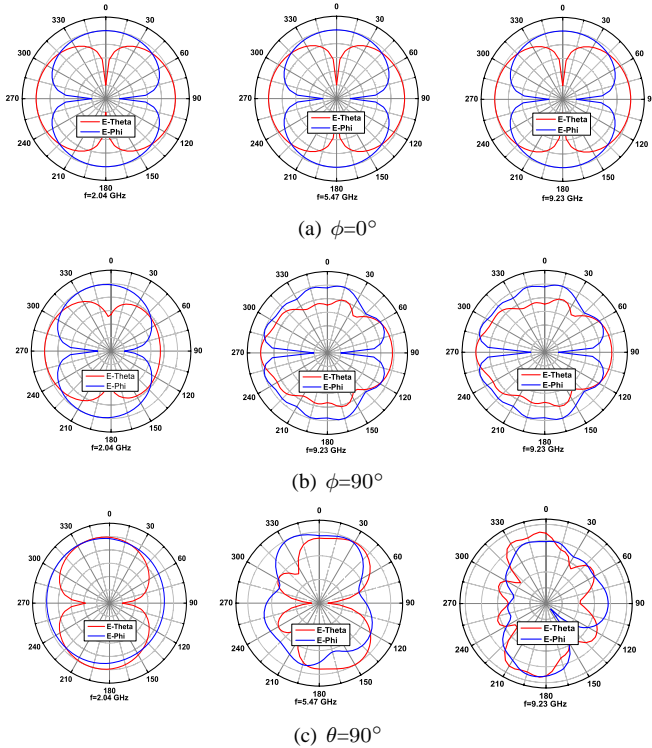 0 0 0
330 30 330 30 330 30
300 60 300 60 300 60
270 90 270 90 270 90
E-Theta E-Theta E-Theta
E-Phi E-Phi E-Phi
240 120 240 120 240 120
210 150 210 150 210 150
180 180 180
f=2.04 GHz f=5.47 GHz f=9.23 GHz
(a) ϕ=0°
0 0 0
330 30 330 30 330 30
300 60 300 60 300 60
270 90 270 90 270 90
E-Theta E-Theta E-Theta
E-Phi E-Phi E-Phi
240 120 240 120 240 120
210 150 210 150 210 150
180 180 180
f=2.04 GHz f=9.23 GHz f=9.23 GHz
(b) ϕ=90°
0 0 0
330 30 330 30 330 30
300 60 300 60 300 60
270 90 270 90 270 90
E-Theta E-Theta E-Theta
E-Phi E-Phi E-Phi
240 120 240 120 240 120
210 150 210 150 210 150
180 180 180
f=2.04 GHz f=5.47 GHz f=9.23 GHz
(c) θ=90°